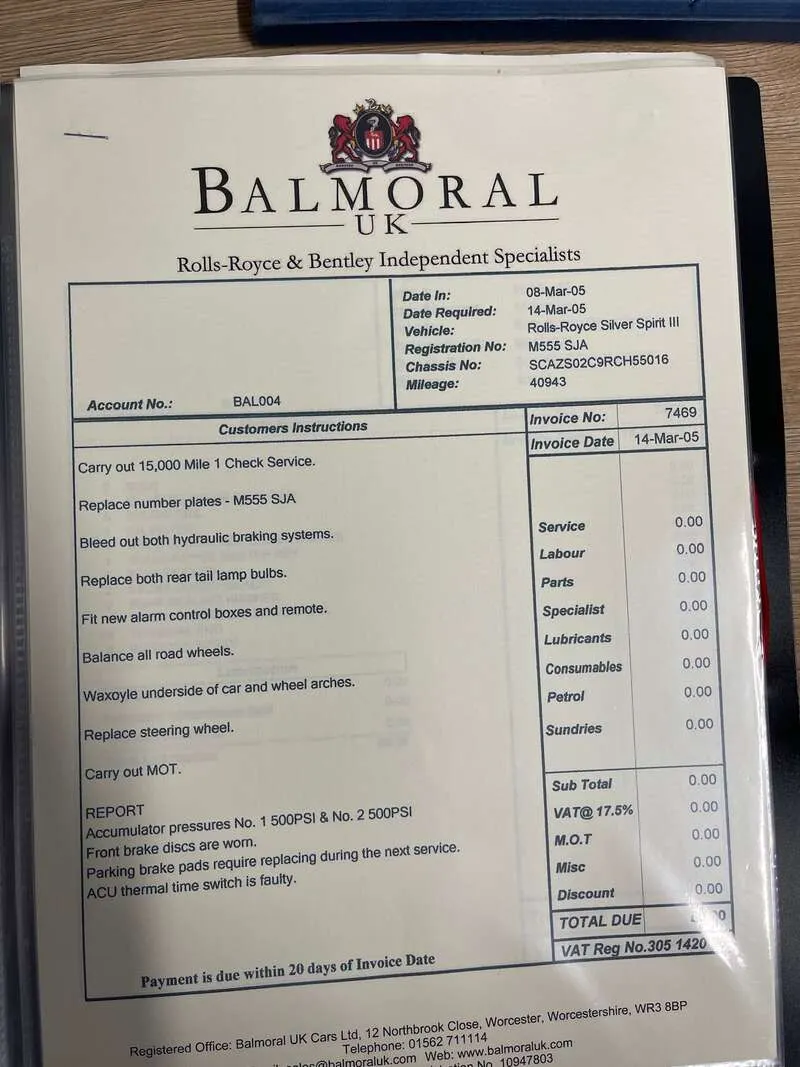 BALMORAL
UK
Rolls-Royce & Bentley Independent Specialists
Date In: 08-Mar-05
Date Required: 14-Mar-05
Vehicle: Rolls-Royce Silver Spirit III
Registration No: M555 SJA
Chassis No: SCAZS02C9RCH55016
Mileage: 40943
Account No.: BAL004
Customers Instructions
Invoice No: 7469
Invoice Date 14-Mar-05
Carry out 15,000 Mile 1 Check Service.
Replace number plates - M555 SJA
Bleed out both hydraulic braking systems.
Replace both rear tail lamp bulbs.
Fit new alarm control boxes and remote.
Balance all road wheels.
Waxoyle underside of car and wheel arches.
Replace steering wheel.
Carry out MOT.
REPORT
Accumulator pressures No. 1 500PSI & No. 2 500PSI
Front brake discs are worn.
Parking brake pads require replacing during the next service.
ACU thermal time switch is faulty.
Service 0.00
Labour 0.00
Parts 0.00
Specialist 0.00
Lubricants 0.00
Consumables 0.00
Petrol 0.00
Sundries 0.00
Sub Total 0.00
VAT@ 17.5% 0.00
M.O.T 0.00
Misc 0.00
Discount 0.00
TOTAL DUE
VAT Reg No.305 1420
Payment is due within 20 days of Invoice Date
Registered Office: Balmoral UK Cars Ltd, 12 Northbrook Close, Worcester, Worcestershire, WR3 8BP
Telephone: 01562 711114
sales@balmoraluk.com Web: www.balmoraluk.com
No. 10947803